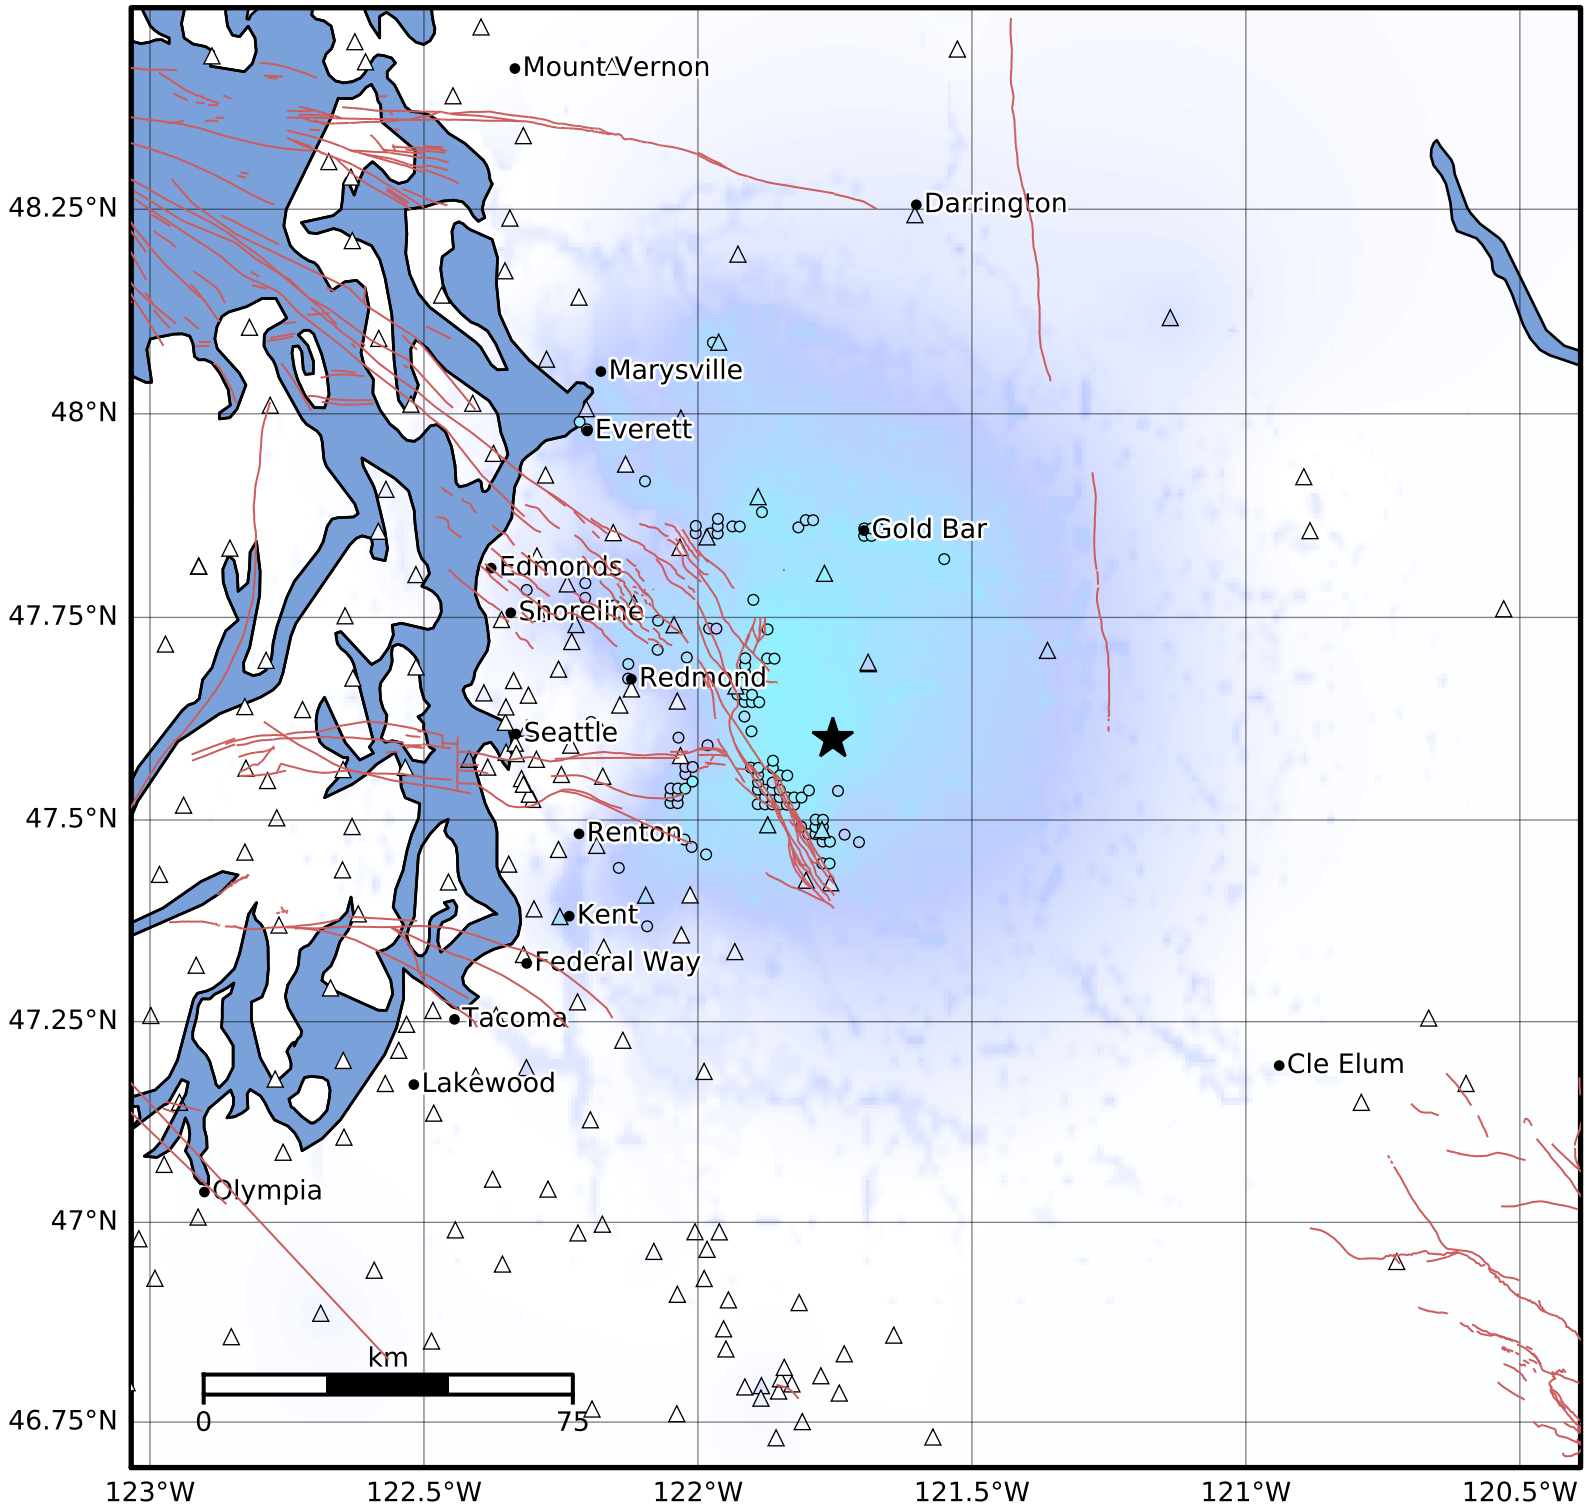 Mount Vernon
48.25°N
Darrington
Marysville
48°N
Everett
Gold Bar
Edmonds
47.75°N
Shoreline
Redmond
Seattle
47.5°N
Renton
Kent
Federal Way
47.25°N
Tacoma
Cle Elum
Lakewood
Olympia
47°N
km
0
75
46.75°N
123°W
122.5°W
122°W
121.5°W
121°W
120.5°W